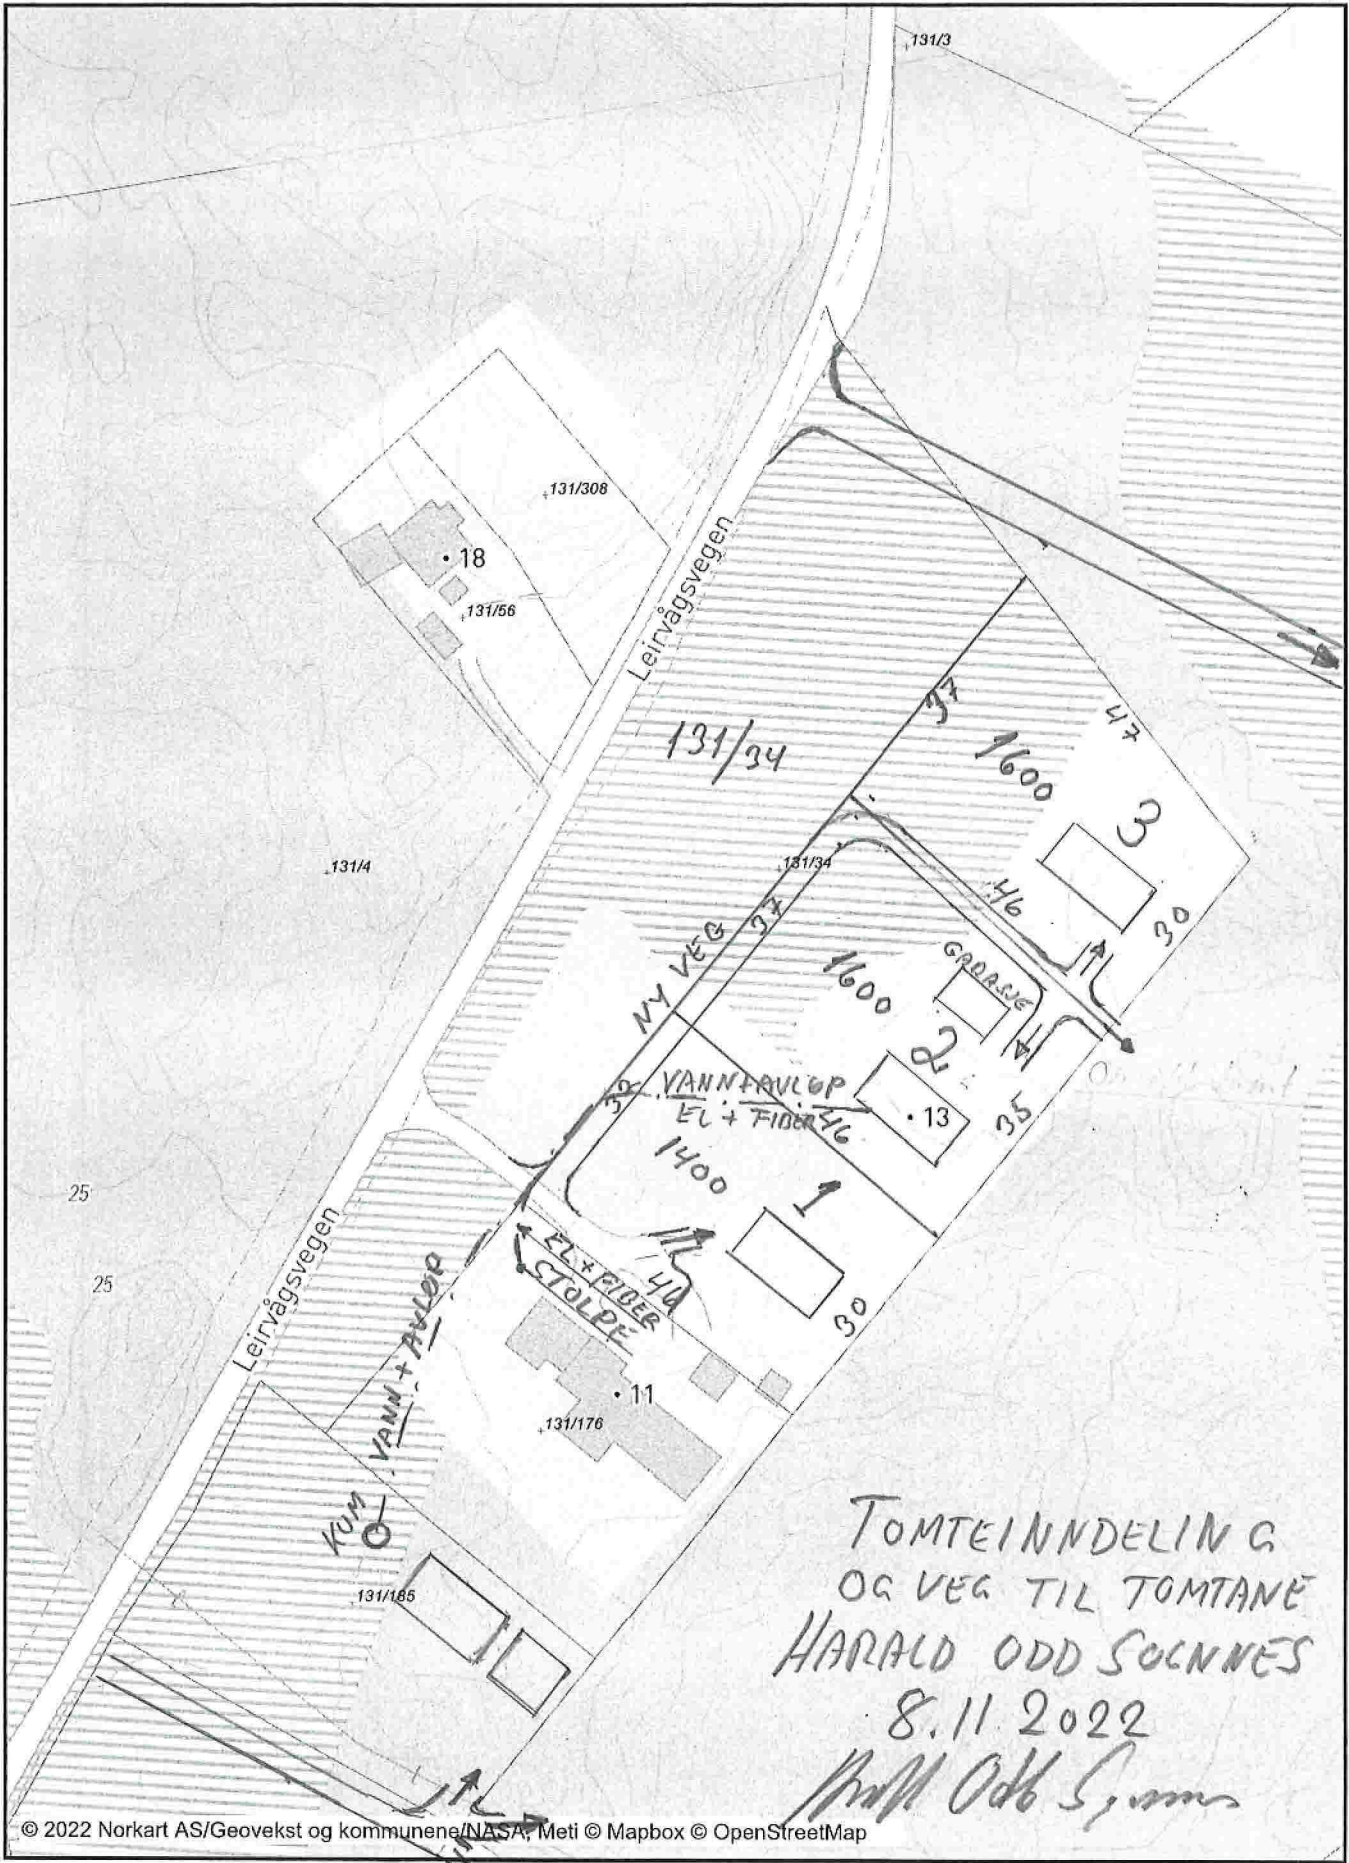 131/3
131/308
18
131/56
Leirvågsvegen
131/34
37
47
1600
3
131/4
131/34
46
30
37
NY VEG
1600
GARASJE
2
VANN+AVLØP
EL + FIBER
46
13
35
32
1400
1
25
25
Leirvågsvegen
EL + FIBER
44
STOLPE
30
VANN + AVLØP
11
131/176
KUM
131/185
TOMTEINNDELING
OG VEG TIL TOMTANE
HARALD ODD SOGNNES
8.11.2022
© 2022 Norkart AS/Geovekst og kommunene/NASA, Meti © Mapbox © OpenStreetMap